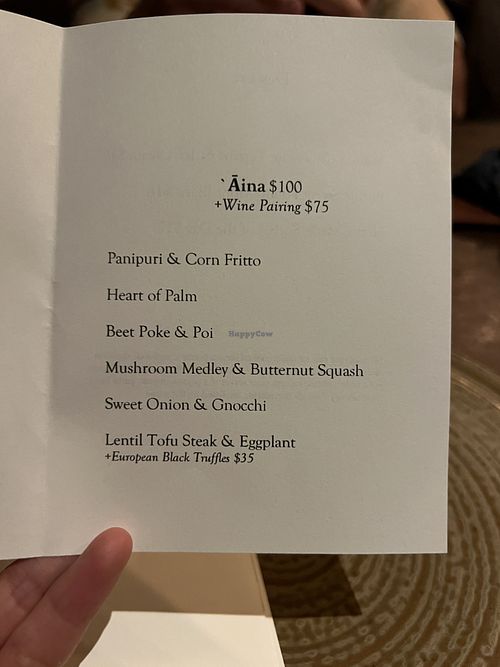 `Āina $100
+Wine Pairing $75
Panipuri & Corn Fritto
Heart of Palm
Beet Poke & Poi
HappyCow
Mushroom Medley & Butternut Squash
Sweet Onion & Gnocchi
Lentil Tofu Steak & Eggplant
+European Black Truffles $35